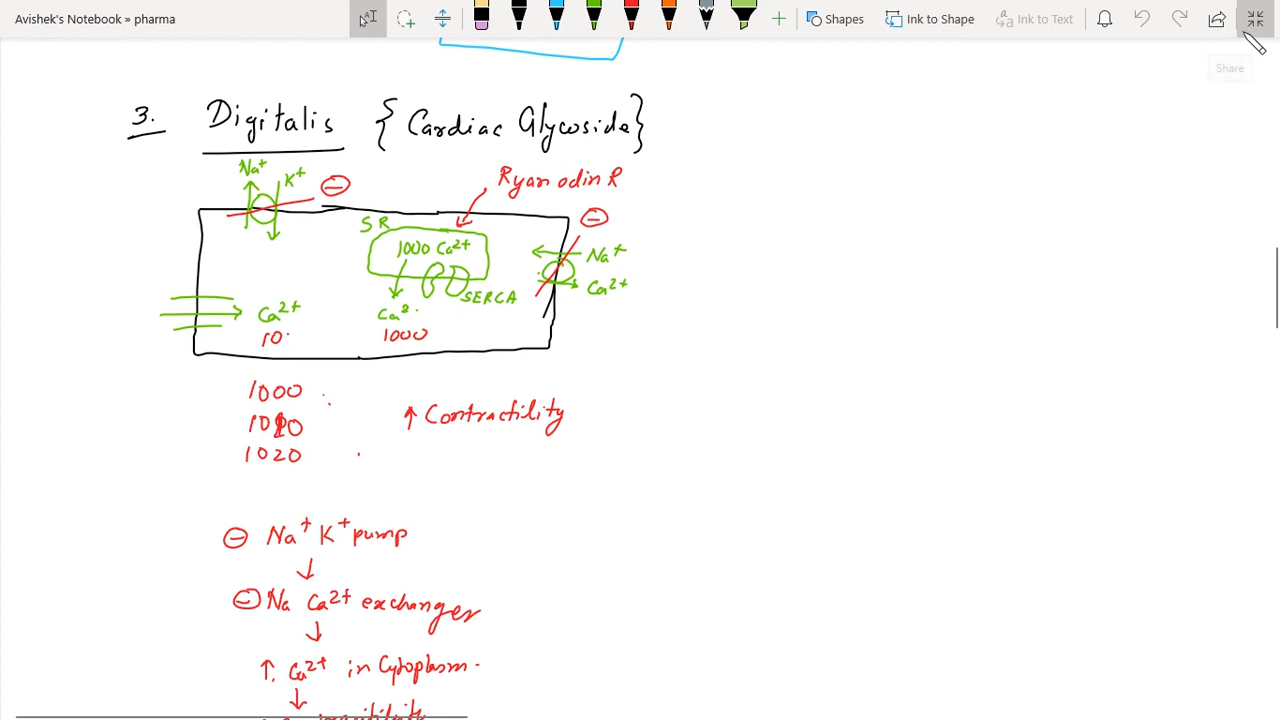 Avishek's Notebook » pharma
Shapes
Ink to Shape
Ink to Text
Share
3. Digitalis { Cardiac Glycoside }
Na+ K+ ⊖
Ryanodin R
⊖
SR
1000 Ca2+
Na+
Ca2+
SERCA
Ca2+
Ca2
10
1000
1000
1010
1020
↑ Contractility
⊖ Na+ K+ pump
↓
⊖ Na Ca2+ exchanger
↓
↑ Ca2+ in Cytoplasm
↓